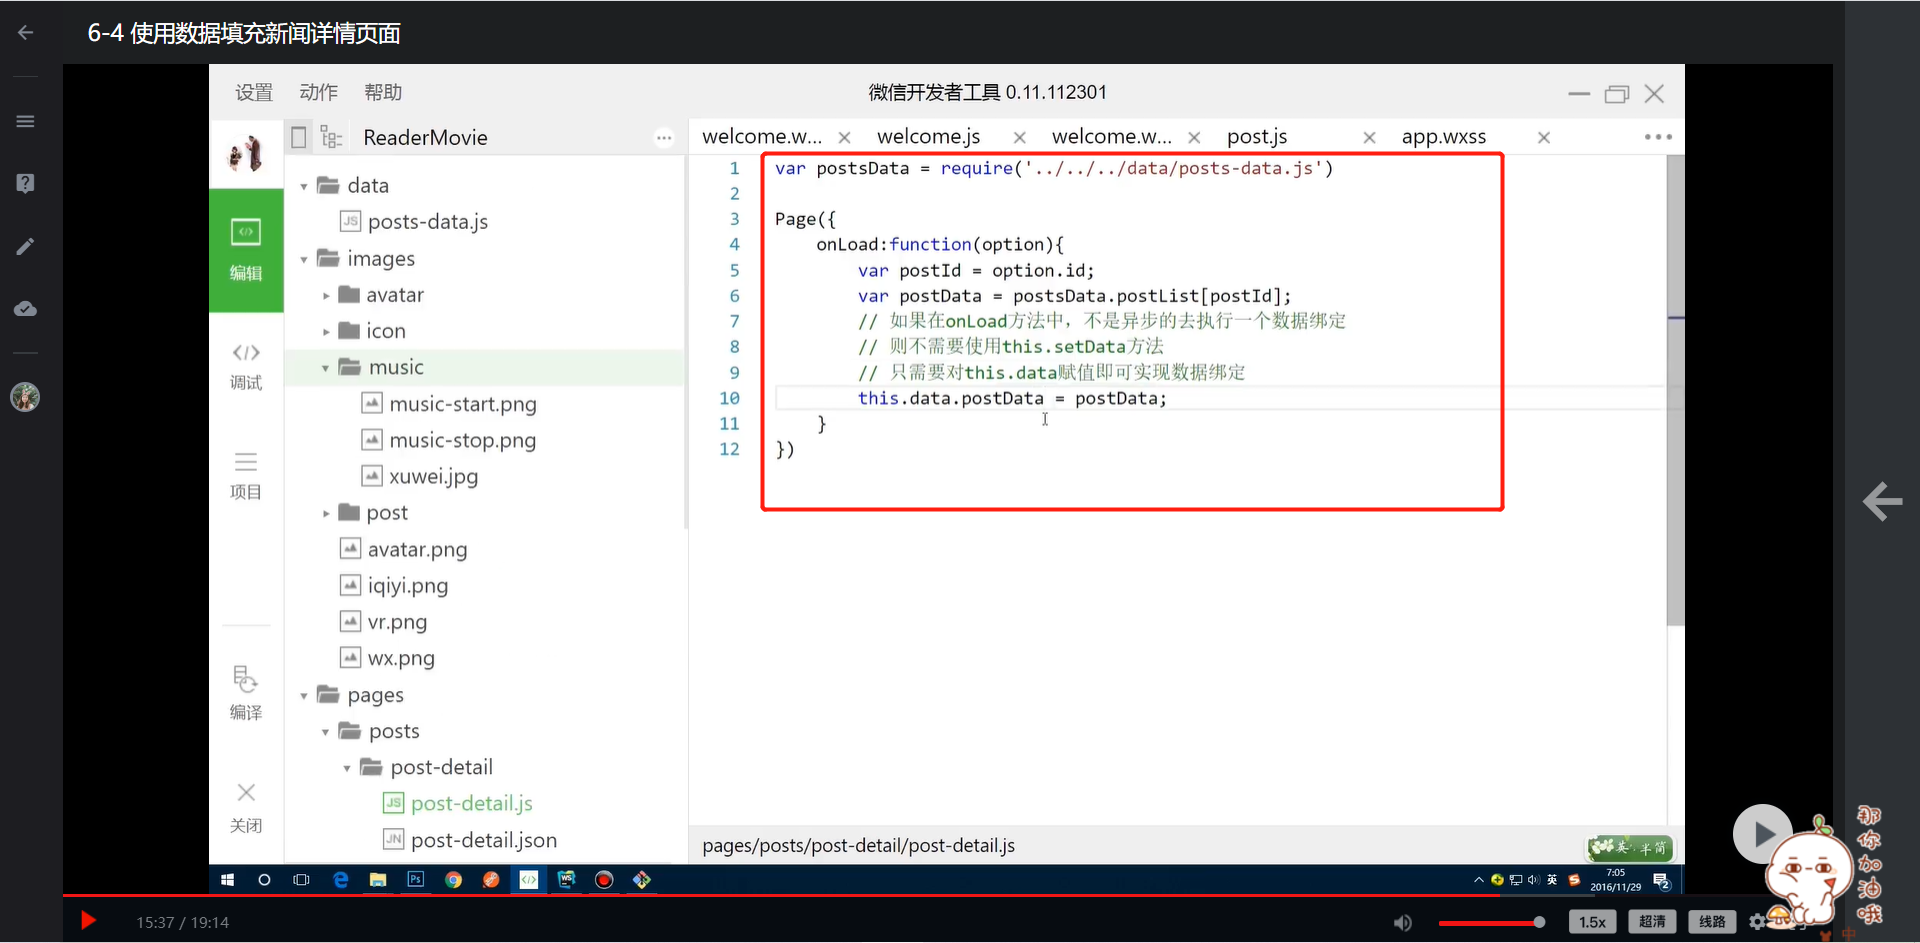 6-4 使用数据填充新闻详情页面
设置 动作 帮助
微信开发者工具 0.11.112301
ReaderMovie
welcome.w... welcome.js welcome.w... post.js app.wxss
编辑
调试
项目
编译
关闭
data
posts-data.js
images
avatar
icon
music
music-start.png
music-stop.png
xuwei.jpg
post
avatar.png
iqiyi.png
vr.png
wx.png
pages
posts
post-detail
JS post-detail.js
JN post-detail.json
1 var postsData = require('../../../data/posts-data.js')
2
3 Page({
4 onLoad:function(option){
5 var postId = option.id;
6 var postData = postsData.postList[postId];
7 // 如果在onLoad方法中，不是异步的去执行一个数据绑定
8 // 则不需要使用this.setData方法
9 // 只需要对this.data赋值即可实现数据绑定
10 this.data.postData = postData;
11 }
12 })
pages/posts/post-detail/post-detail.js
英 半 简
英
7:05
2016/11/29
2
那你加油哦
15:37 / 19:14
1.5x 超清 线路
中